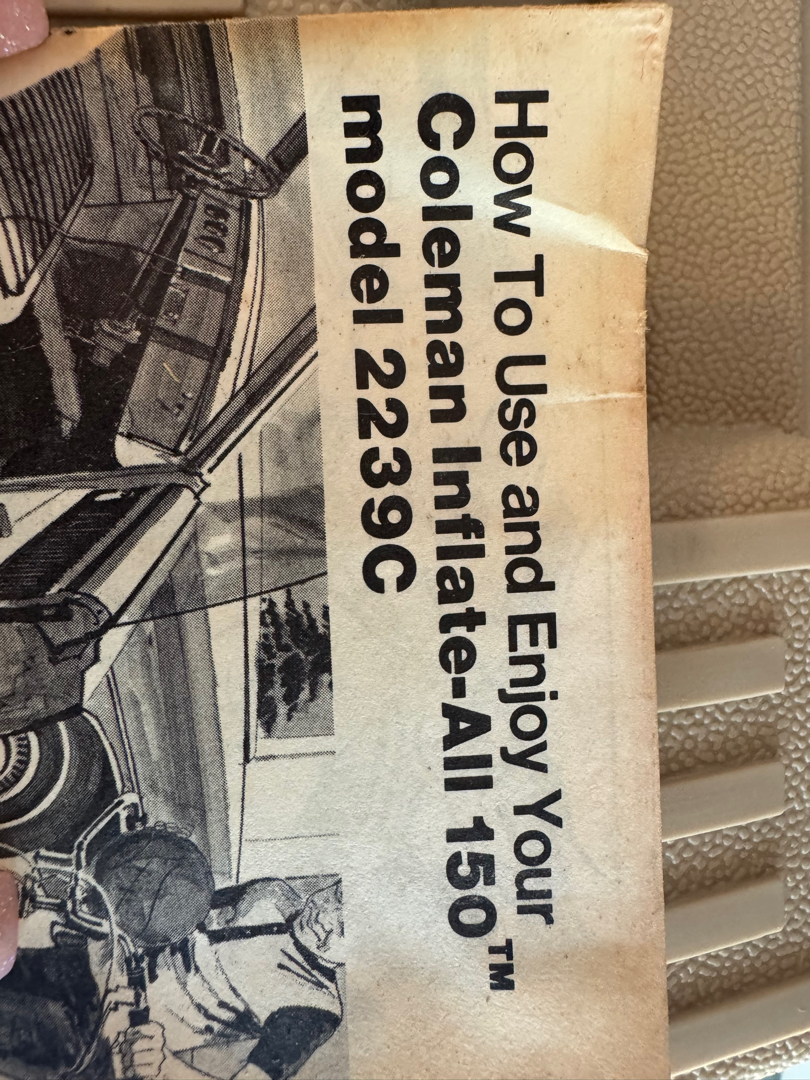 How To Use and Enjoy Your
Coleman Inflate-All 150™
model 2239C